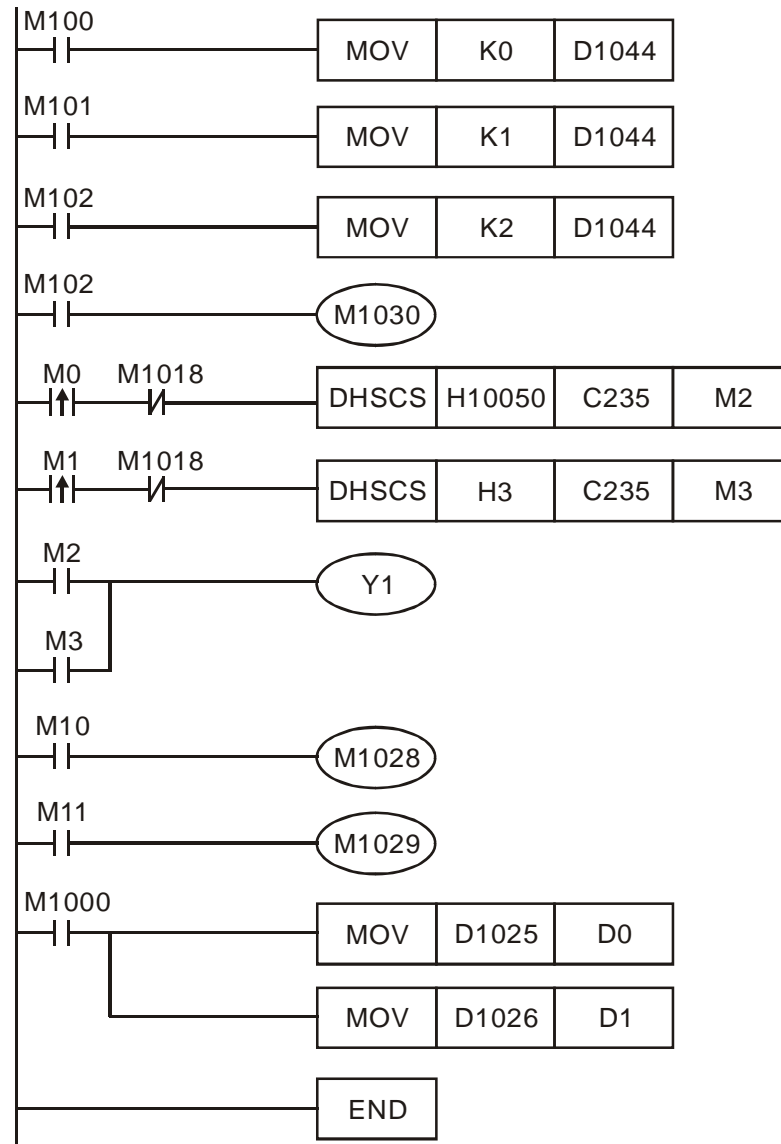 M100
MOV K0 D1044
M101
MOV K1 D1044
M102
MOV K2 D1044
M102
M1030
M0 M1018
DHSCS H10050 C235 M2
M1 M1018
DHSCS H3 C235 M3
M2
Y1
M3
M10
M1028
M11
M1029
M1000
MOV D1025 D0
MOV D1026 D1
END